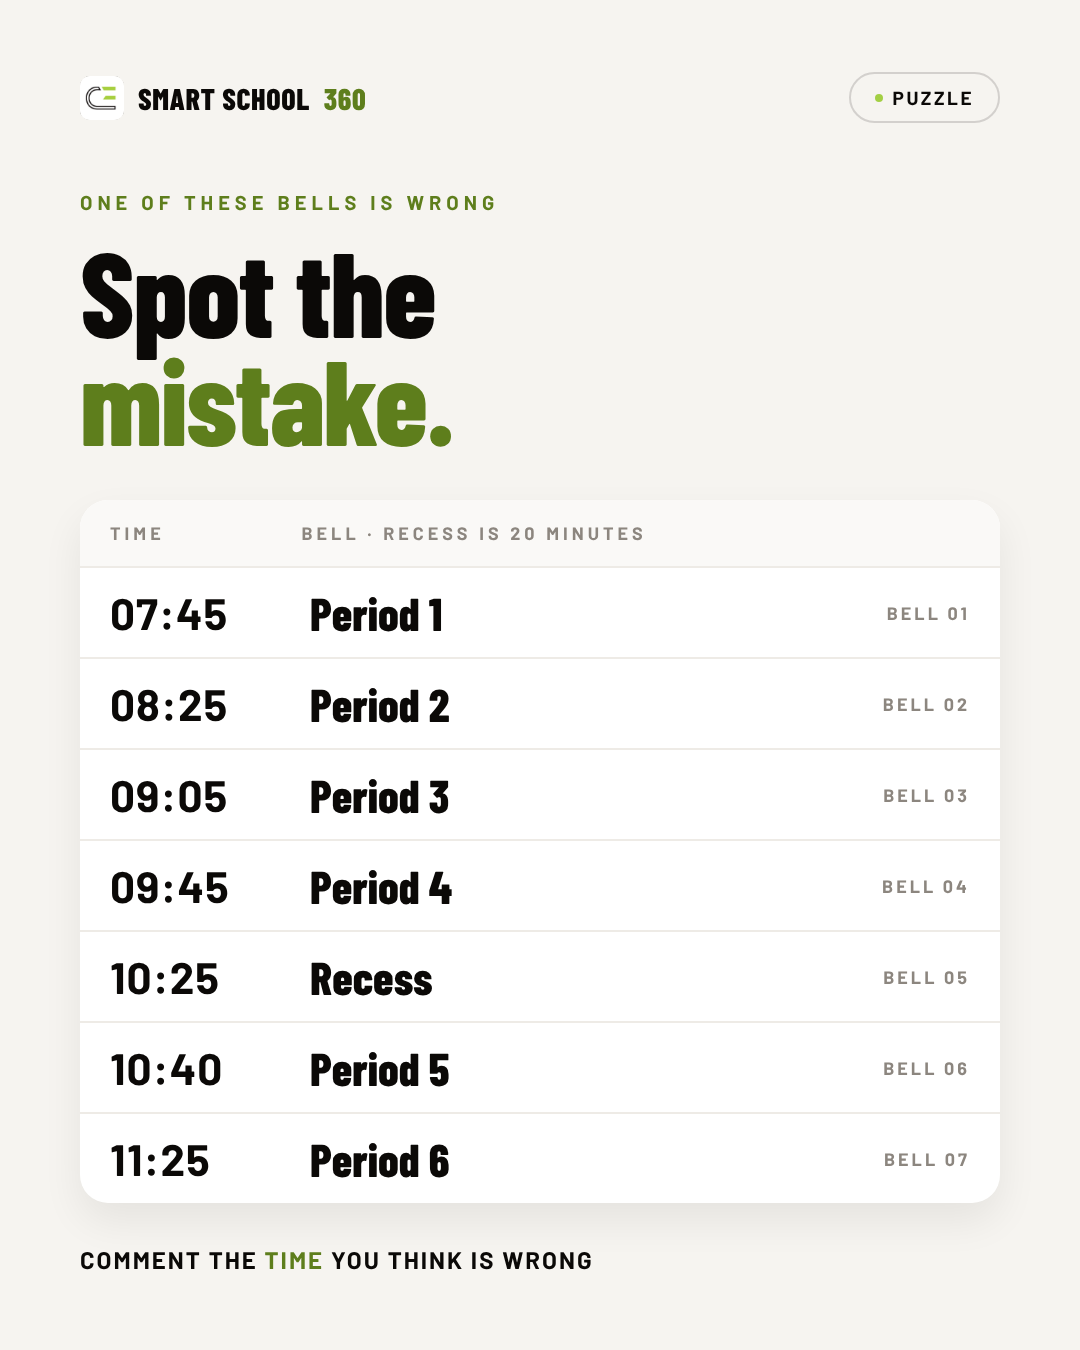 SMART SCHOOL 360
PUZZLE
ONE OF THESE BELLS IS WRONG
Spot the
mistake.
TIME BELL · RECESS IS 20 MINUTES
07:45 Period 1 BELL 01
08:25 Period 2 BELL 02
09:05 Period 3 BELL 03
09:45 Period 4 BELL 04
10:25 Recess BELL 05
10:40 Period 5 BELL 06
11:25 Period 6 BELL 07
COMMENT THE TIME YOU THINK IS WRONG